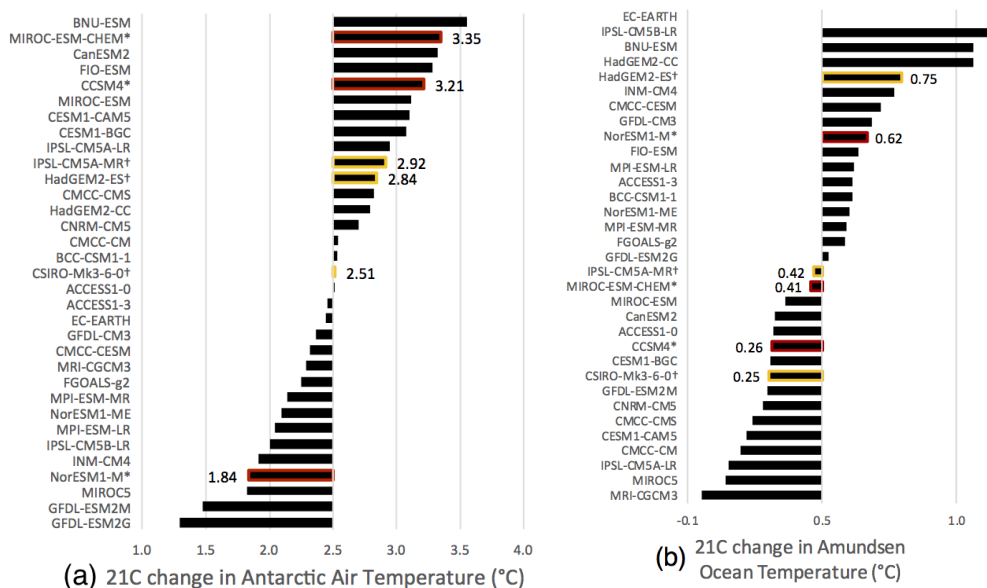 BNU-ESM
MIROC-ESM-CHEM*
3.35
CanESM2
FIO-ESM
CCSM4*
3.21
MIROC-ESM
CESM1-CAM5
CESM1-BGC
IPSL-CM5A-LR
IPSL-CM5A-MR†
2.92
HadGEM2-ES†
2.84
CMCC-CMS
HadGEM2-CC
CNRM-CM5
CMCC-CM
BCC-CSM1-1
CSIRO-Mk3-6-0†
2.51
ACCESS1-0
ACCESS1-3
EC-EARTH
GFDL-CM3
CMCC-CESM
MRI-CGCM3
FGOALS-g2
MPI-ESM-MR
NorESM1-ME
MPI-ESM-LR
IPSL-CM5B-LR
INM-CM4
NorESM1-M*
1.84
MIROC5
GFDL-ESM2M
GFDL-ESM2G
1.0 1.5 2.0 2.5 3.0 3.5 4.0
(a) 21C change in Antarctic Air Temperature (°C)
EC-EARTH
IPSL-CM5B-LR
BNU-ESM
HadGEM2-CC
HadGEM2-ES†
0.75
INM-CM4
CMCC-CESM
GFDL-CM3
NorESM1-M*
0.62
FIO-ESM
MPI-ESM-LR
ACCESS1-3
BCC-CSM1-1
NorESM1-ME
MPI-ESM-MR
FGOALS-g2
GFDL-ESM2G
IPSL-CM5A-MR†
0.42
MIROC-ESM-CHEM*
0.41
MIROC-ESM
CanESM2
ACCESS1-0
CCSM4*
0.26
CESM1-BGC
CSIRO-Mk3-6-0†
0.25
GFDL-ESM2M
CNRM-CM5
CMCC-CMS
CESM1-CAM5
CMCC-CM
IPSL-CM5A-LR
MIROC5
MRI-CGCM3
-0.1 0.5 1.0
(b) 21C change in Amundsen
Ocean Temperature (°C)